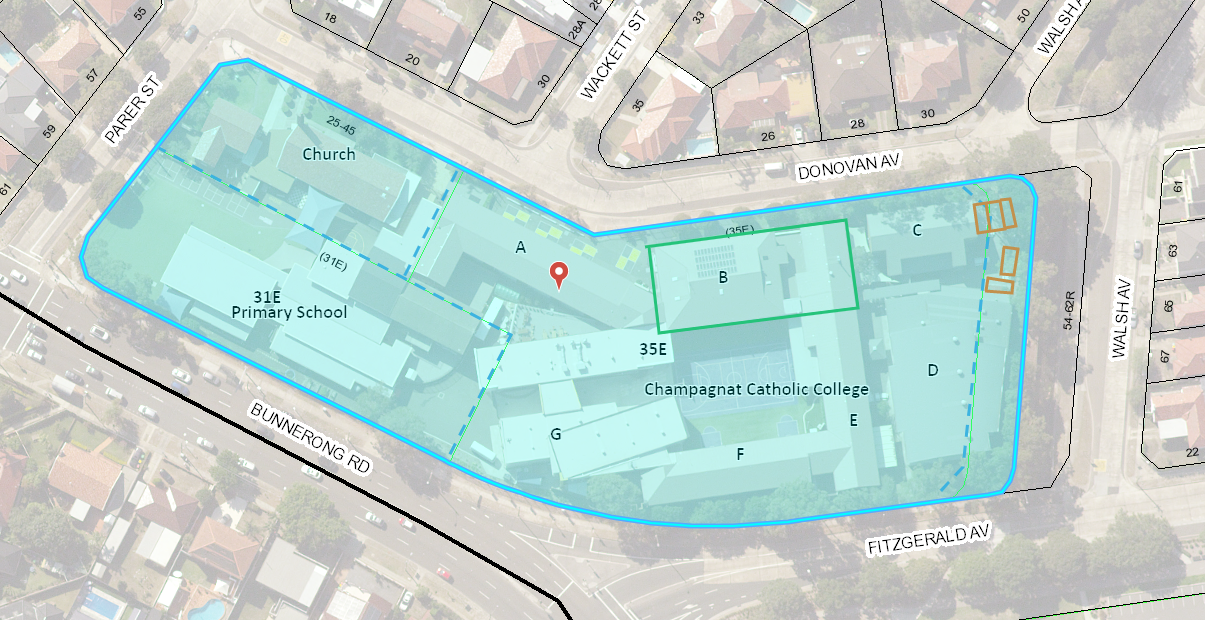 55
18
28
33
50
WALSH A
28A
20
30
WACKETT ST
57
PARER ST
59
35
26
28
30
25-45
Church
DONOVAN AV
61
61
(35E)
C
A
(31E)
B
63
31E
Primary School
54-62R
65
WALSH AV
35E
67
Champagnat Catholic College
D
BUNNERONG RD
G
E
F
22
FITZGERALD AV